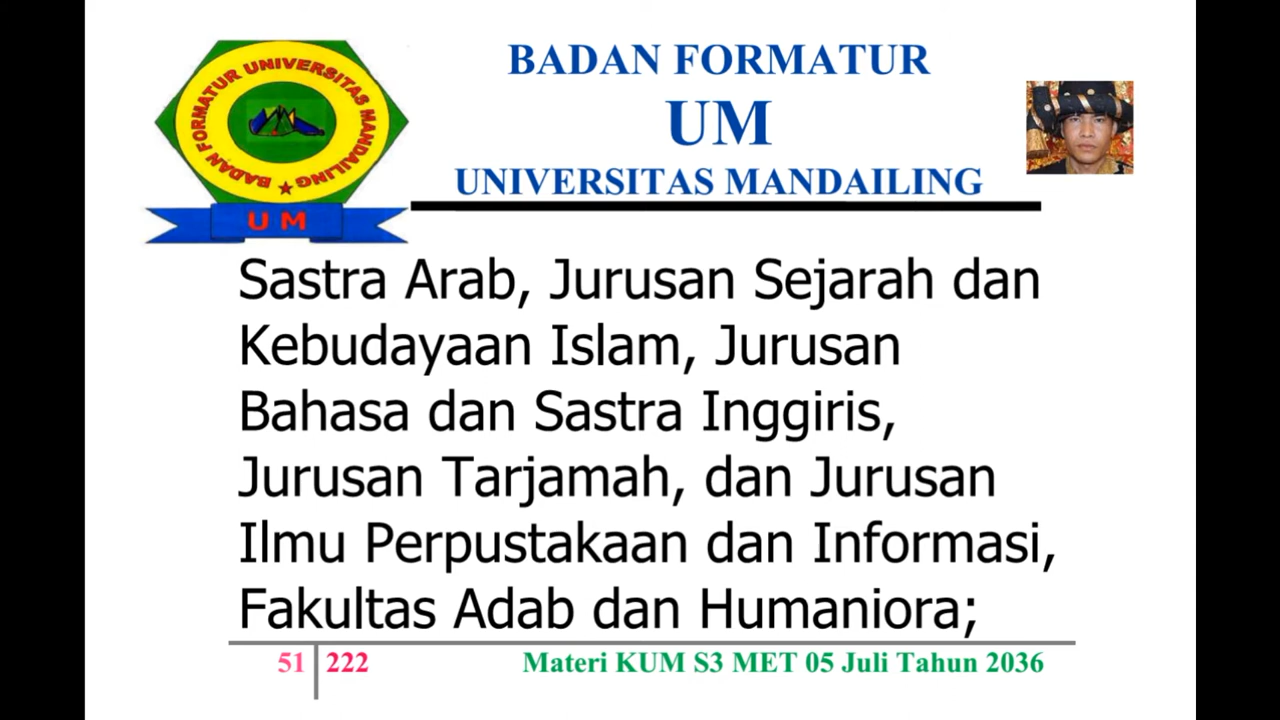 BADAN FORMATUR UNIVERSITAS MANDAILING
U M
BADAN FORMATUR
UM
UNIVERSITAS MANDAILING
Sastra Arab, Jurusan Sejarah dan
Kebudayaan Islam, Jurusan
Bahasa dan Sastra Inggiris,
Jurusan Tarjamah, dan Jurusan
Ilmu Perpustakaan dan Informasi,
Fakultas Adab dan Humaniora;
51 222 Materi KUM S3 MET 05 Juli Tahun 2036